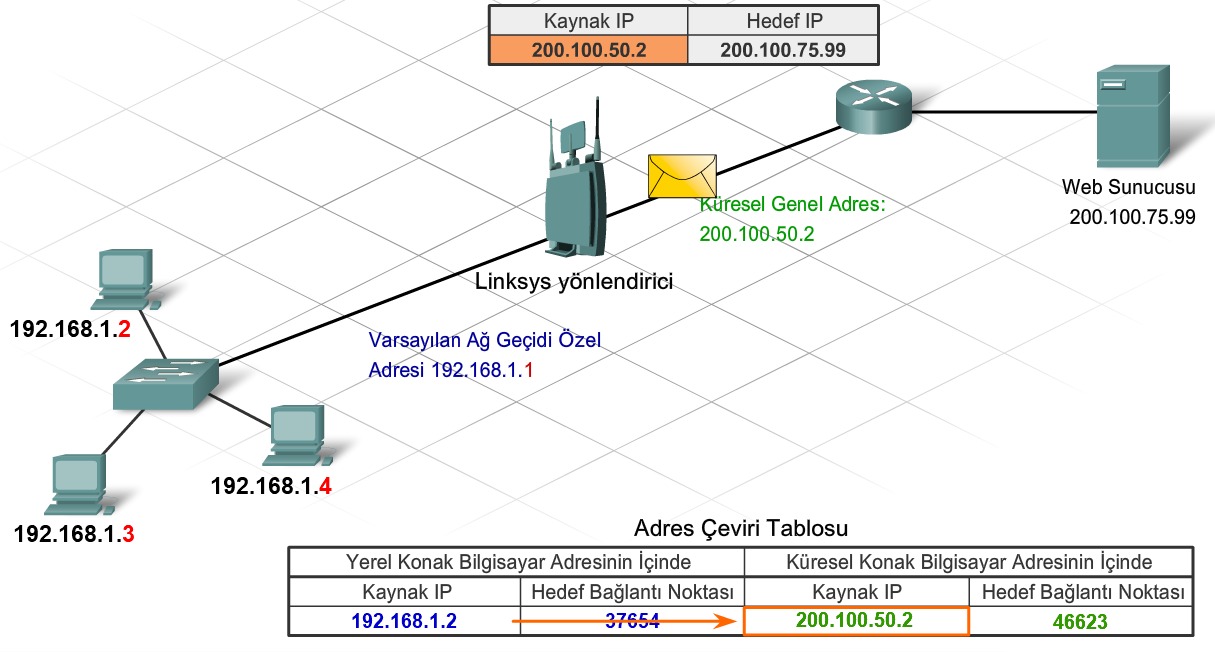 Kaynak IP Hedef IP
200.100.50.2 200.100.75.99
Web Sunucusu
200.100.75.99
Küresel Genel Adres:
200.100.50.2
Linksys yönlendirici
192.168.1.2
Varsayılan Ağ Geçidi Özel
Adresi 192.168.1.1
192.168.1.4
192.168.1.3
Adres Çeviri Tablosu
Yerel Konak Bilgisayar Adresinin İçinde Küresel Konak Bilgisayar Adresinin İçinde
Kaynak IP Hedef Bağlantı Noktası Kaynak IP Hedef Bağlantı Noktası
192.168.1.2 37654 200.100.50.2 46623